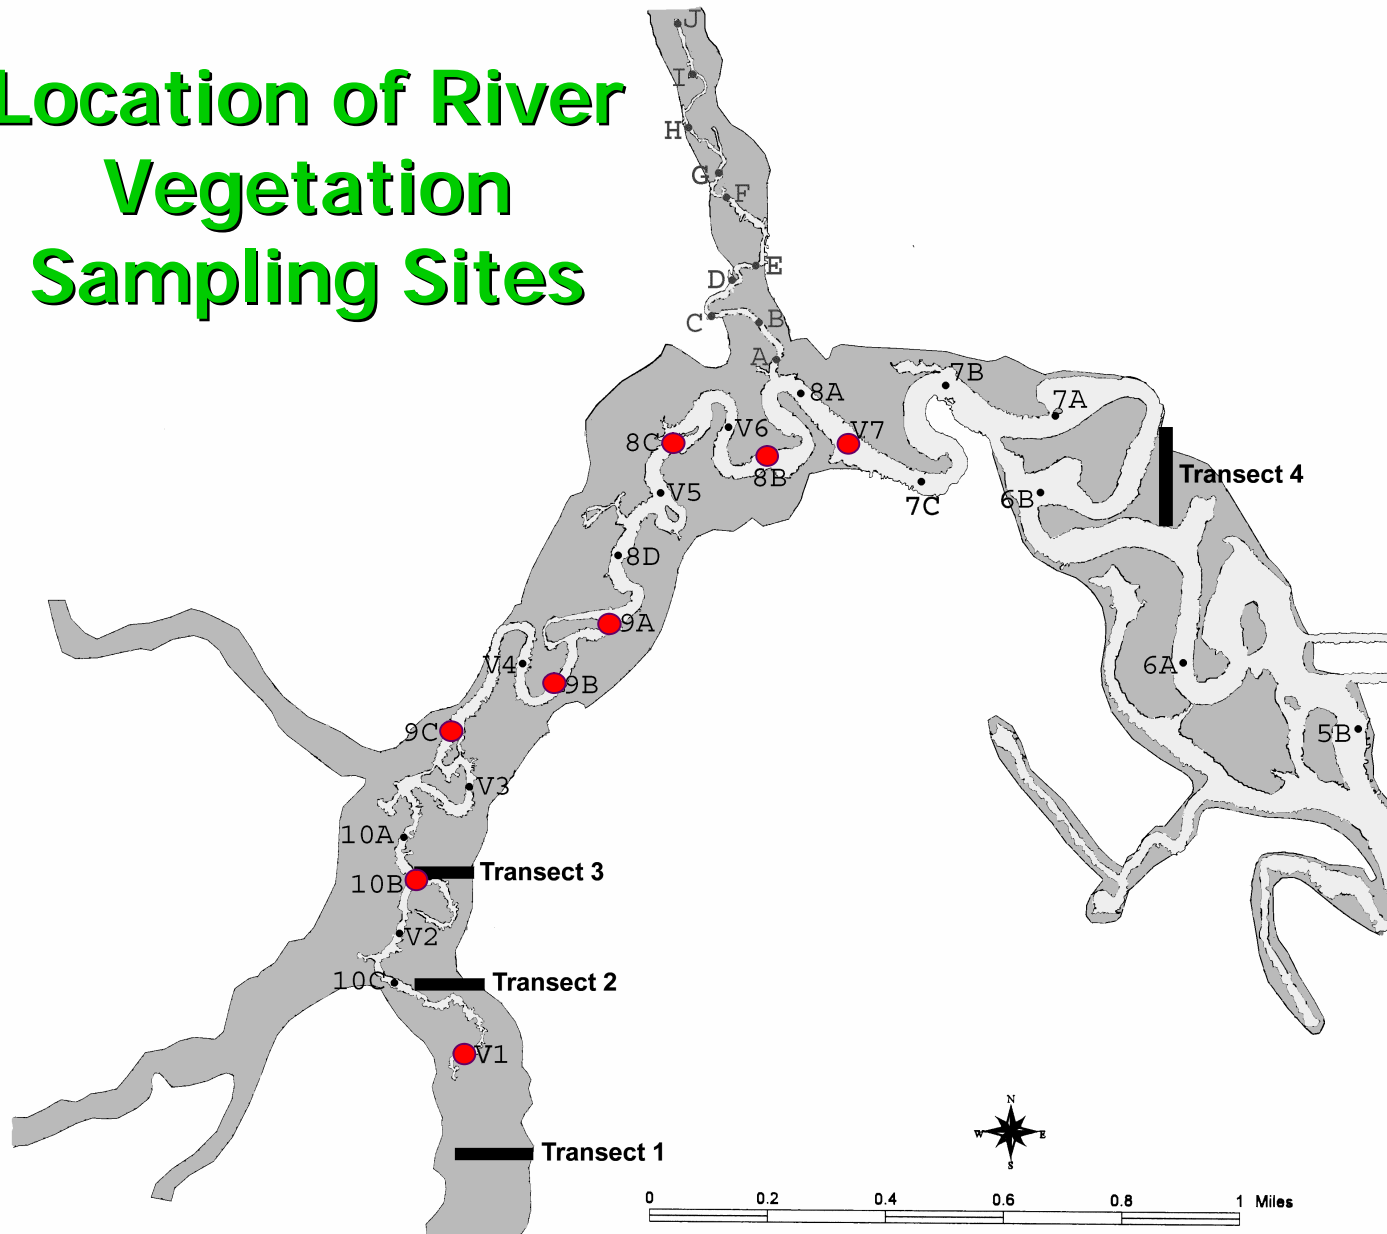 Location of River
Vegetation
Sampling Sites
J
I
H
G
F
E
D
C
B
A
7B
8A
7A
V6
V7
8C
8B
Transect 4
V5
7C
6B
8D
9A
V4
6A
9B
9C
5B
V3
10A
Transect 3
10B
V2
10C
Transect 2
V1
N
W
E
S
Transect 1
0 0.2 0.4 0.6 0.8 1 Miles